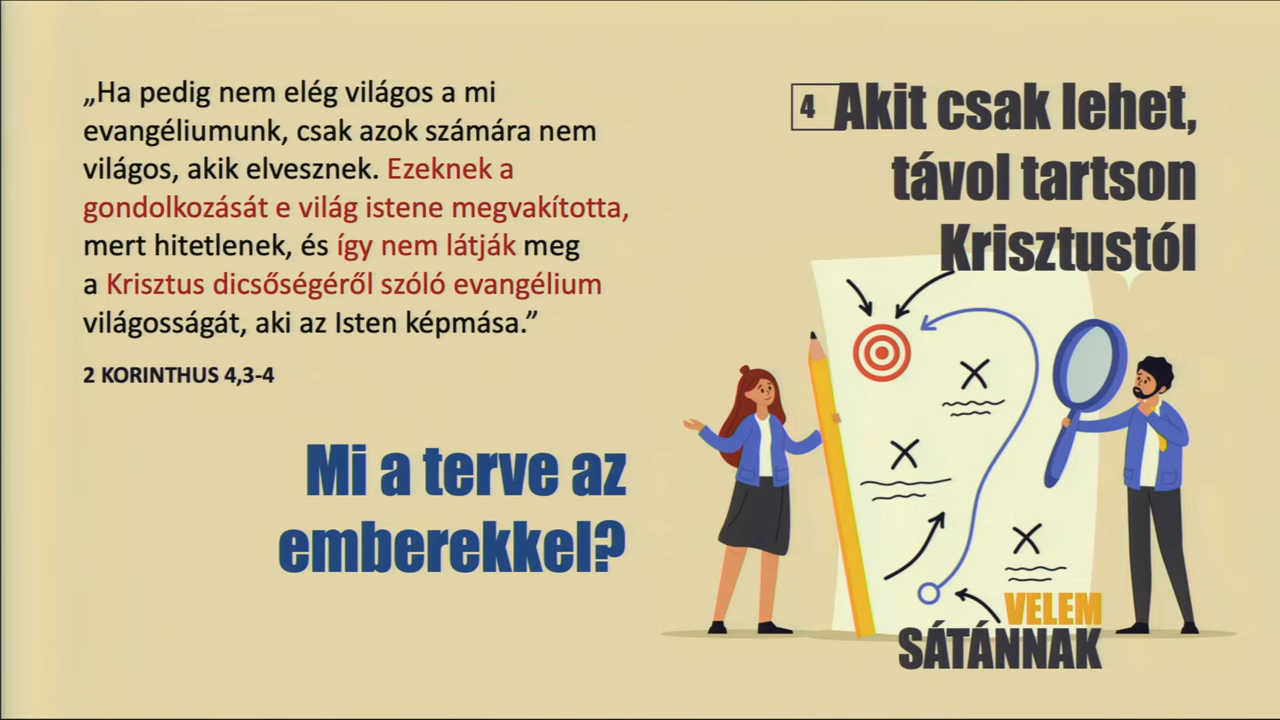 „Ha pedig nem elég világos a mi
evangéliumunk, csak azok számára nem
világos, akik elvesznek. Ezeknek a
gondolkozását e világ istene megvakította,
mert hitetlenek, és így nem látják meg
a Krisztus dicsőségéről szóló evangélium
világosságát, aki az Isten képmása.”
2 KORINTHUS 4,3-4
Mi a terve az
emberekkel?
4 Akit csak lehet,
távol tartson
Krisztustól
VELEM
SÁTÁNNAK